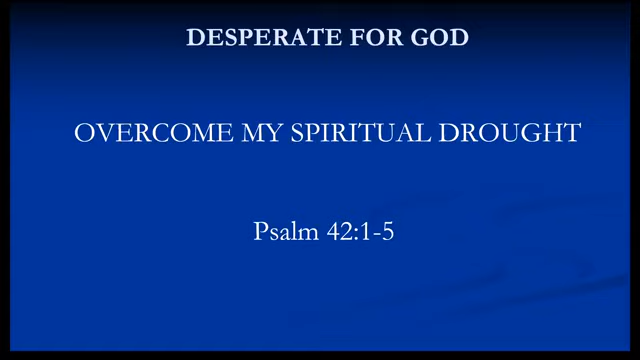 DESPERATE FOR GOD
OVERCOME MY SPIRITUAL DROUGHT
Psalm 42:1-5